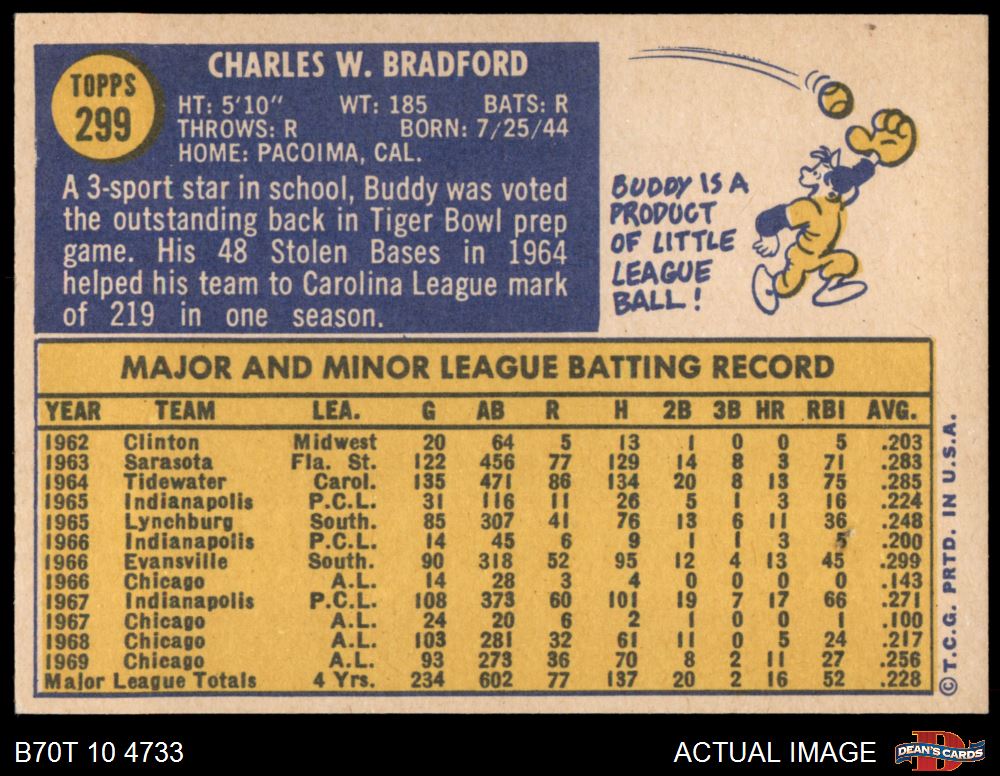 TOPPS
299
CHARLES W. BRADFORD
HT: 5'10" WT: 185 BATS: R
THROWS: R BORN: 7/25/44
HOME: PACOIMA, CAL.
A 3-sport star in school, Buddy was voted
the outstanding back in Tiger Bowl prep
game. His 48 Stolen Bases in 1964
helped his team to Carolina League mark
of 219 in one season.
BUDDY IS A
PRODUCT
OF LITTLE
LEAGUE
BALL!
MAJOR AND MINOR LEAGUE BATTING RECORD
YEAR TEAM LEA. G AB R H 2B 3B HR RBI AVG.
1962 Clinton Midwest 20 64 5 13 1 0 0 5 .203
1963 Sarasota Fla. St. 122 456 77 129 14 8 3 71 .283
1964 Tidewater Carol. 135 471 86 134 20 8 13 75 .285
1965 Indianapolis P.C.L. 31 116 11 26 5 1 3 16 .224
1965 Lynchburg South. 85 307 41 76 13 6 11 36 .248
1966 Indianapolis P.C.L. 14 45 6 9 1 1 3 5 .200
1966 Evansville South. 90 318 52 95 12 4 13 45 .299
1966 Chicago A.L. 14 28 3 4 0 0 0 0 .143
1967 Indianapolis P.C.L. 108 373 60 101 19 7 17 66 .271
1967 Chicago A.L. 24 20 6 2 1 0 0 1 .100
1968 Chicago A.L. 103 281 32 61 11 0 5 24 .217
1969 Chicago A.L. 93 273 36 70 8 2 11 27 .256
Major League Totals 4 Yrs. 234 602 77 137 20 2 16 52 .228
© T.C.G. PRTD. IN U.S.A.
B70T 10 4733 ACTUAL IMAGE
DEAN'S CARDS